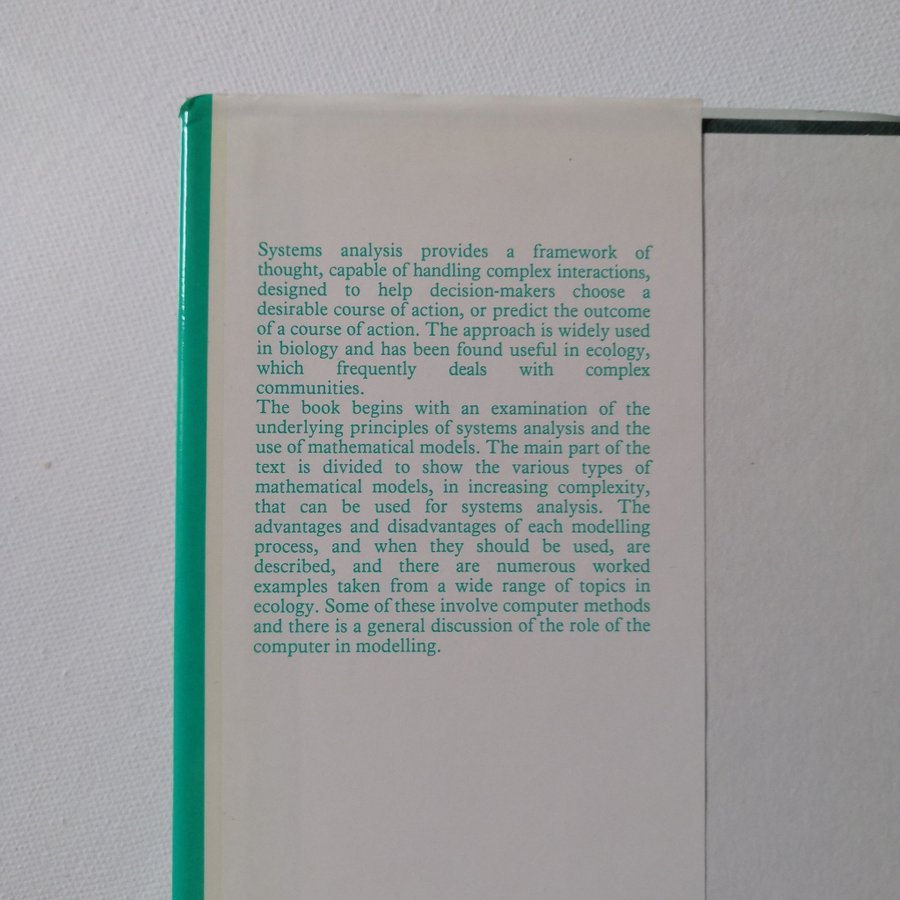 Systems analysis provides a framework of
thought, capable of handling complex interactions,
designed to help decision-makers choose a
desirable course of action, or predict the outcome
of a course of action. The approach is widely used
in biology and has been found useful in ecology,
which frequently deals with complex
communities.
The book begins with an examination of the
underlying principles of systems analysis and the
use of mathematical models. The main part of the
text is divided to show the various types of
mathematical models, in increasing complexity,
that can be used for systems analysis. The
advantages and disadvantages of each modelling
process, and when they should be used, are
described, and there are numerous worked
examples taken from a wide range of topics in
ecology. Some of these involve computer methods
and there is a general discussion of the role of the
computer in modelling.